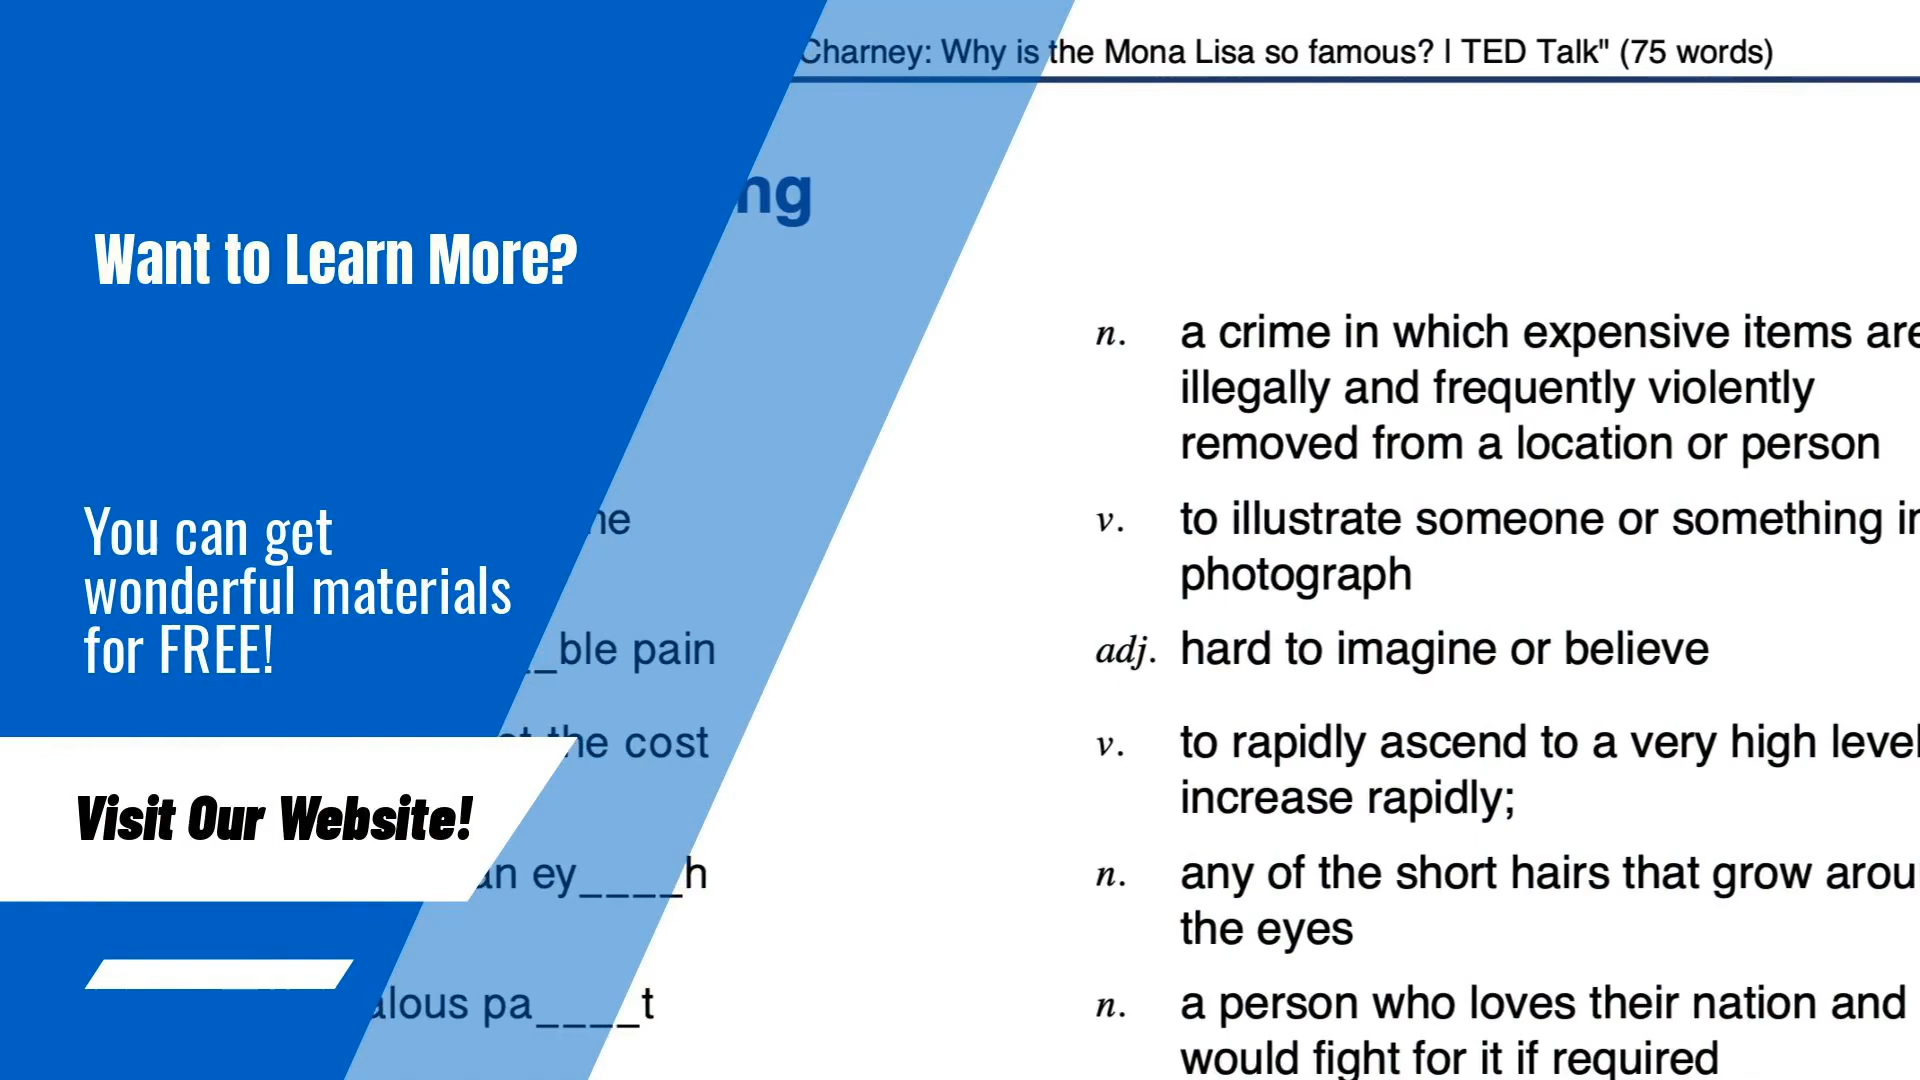 Charney: Why is the Mona Lisa so famous? | TED Talk" (75 words)
ng
Want to Learn More?
You can get
wonderful materials
for FREE!
Visit Our Website!
n. a crime in which expensive items are
illegally and frequently violently
removed from a location or person
v. to illustrate someone or something in
photograph
_ble pain
adj. hard to imagine or believe
the cost
v. to rapidly ascend to a very high level
increase rapidly;
an ey____h
n. any of the short hairs that grow arou
the eyes
alous pa____t
n. a person who loves their nation and
would fight for it if required